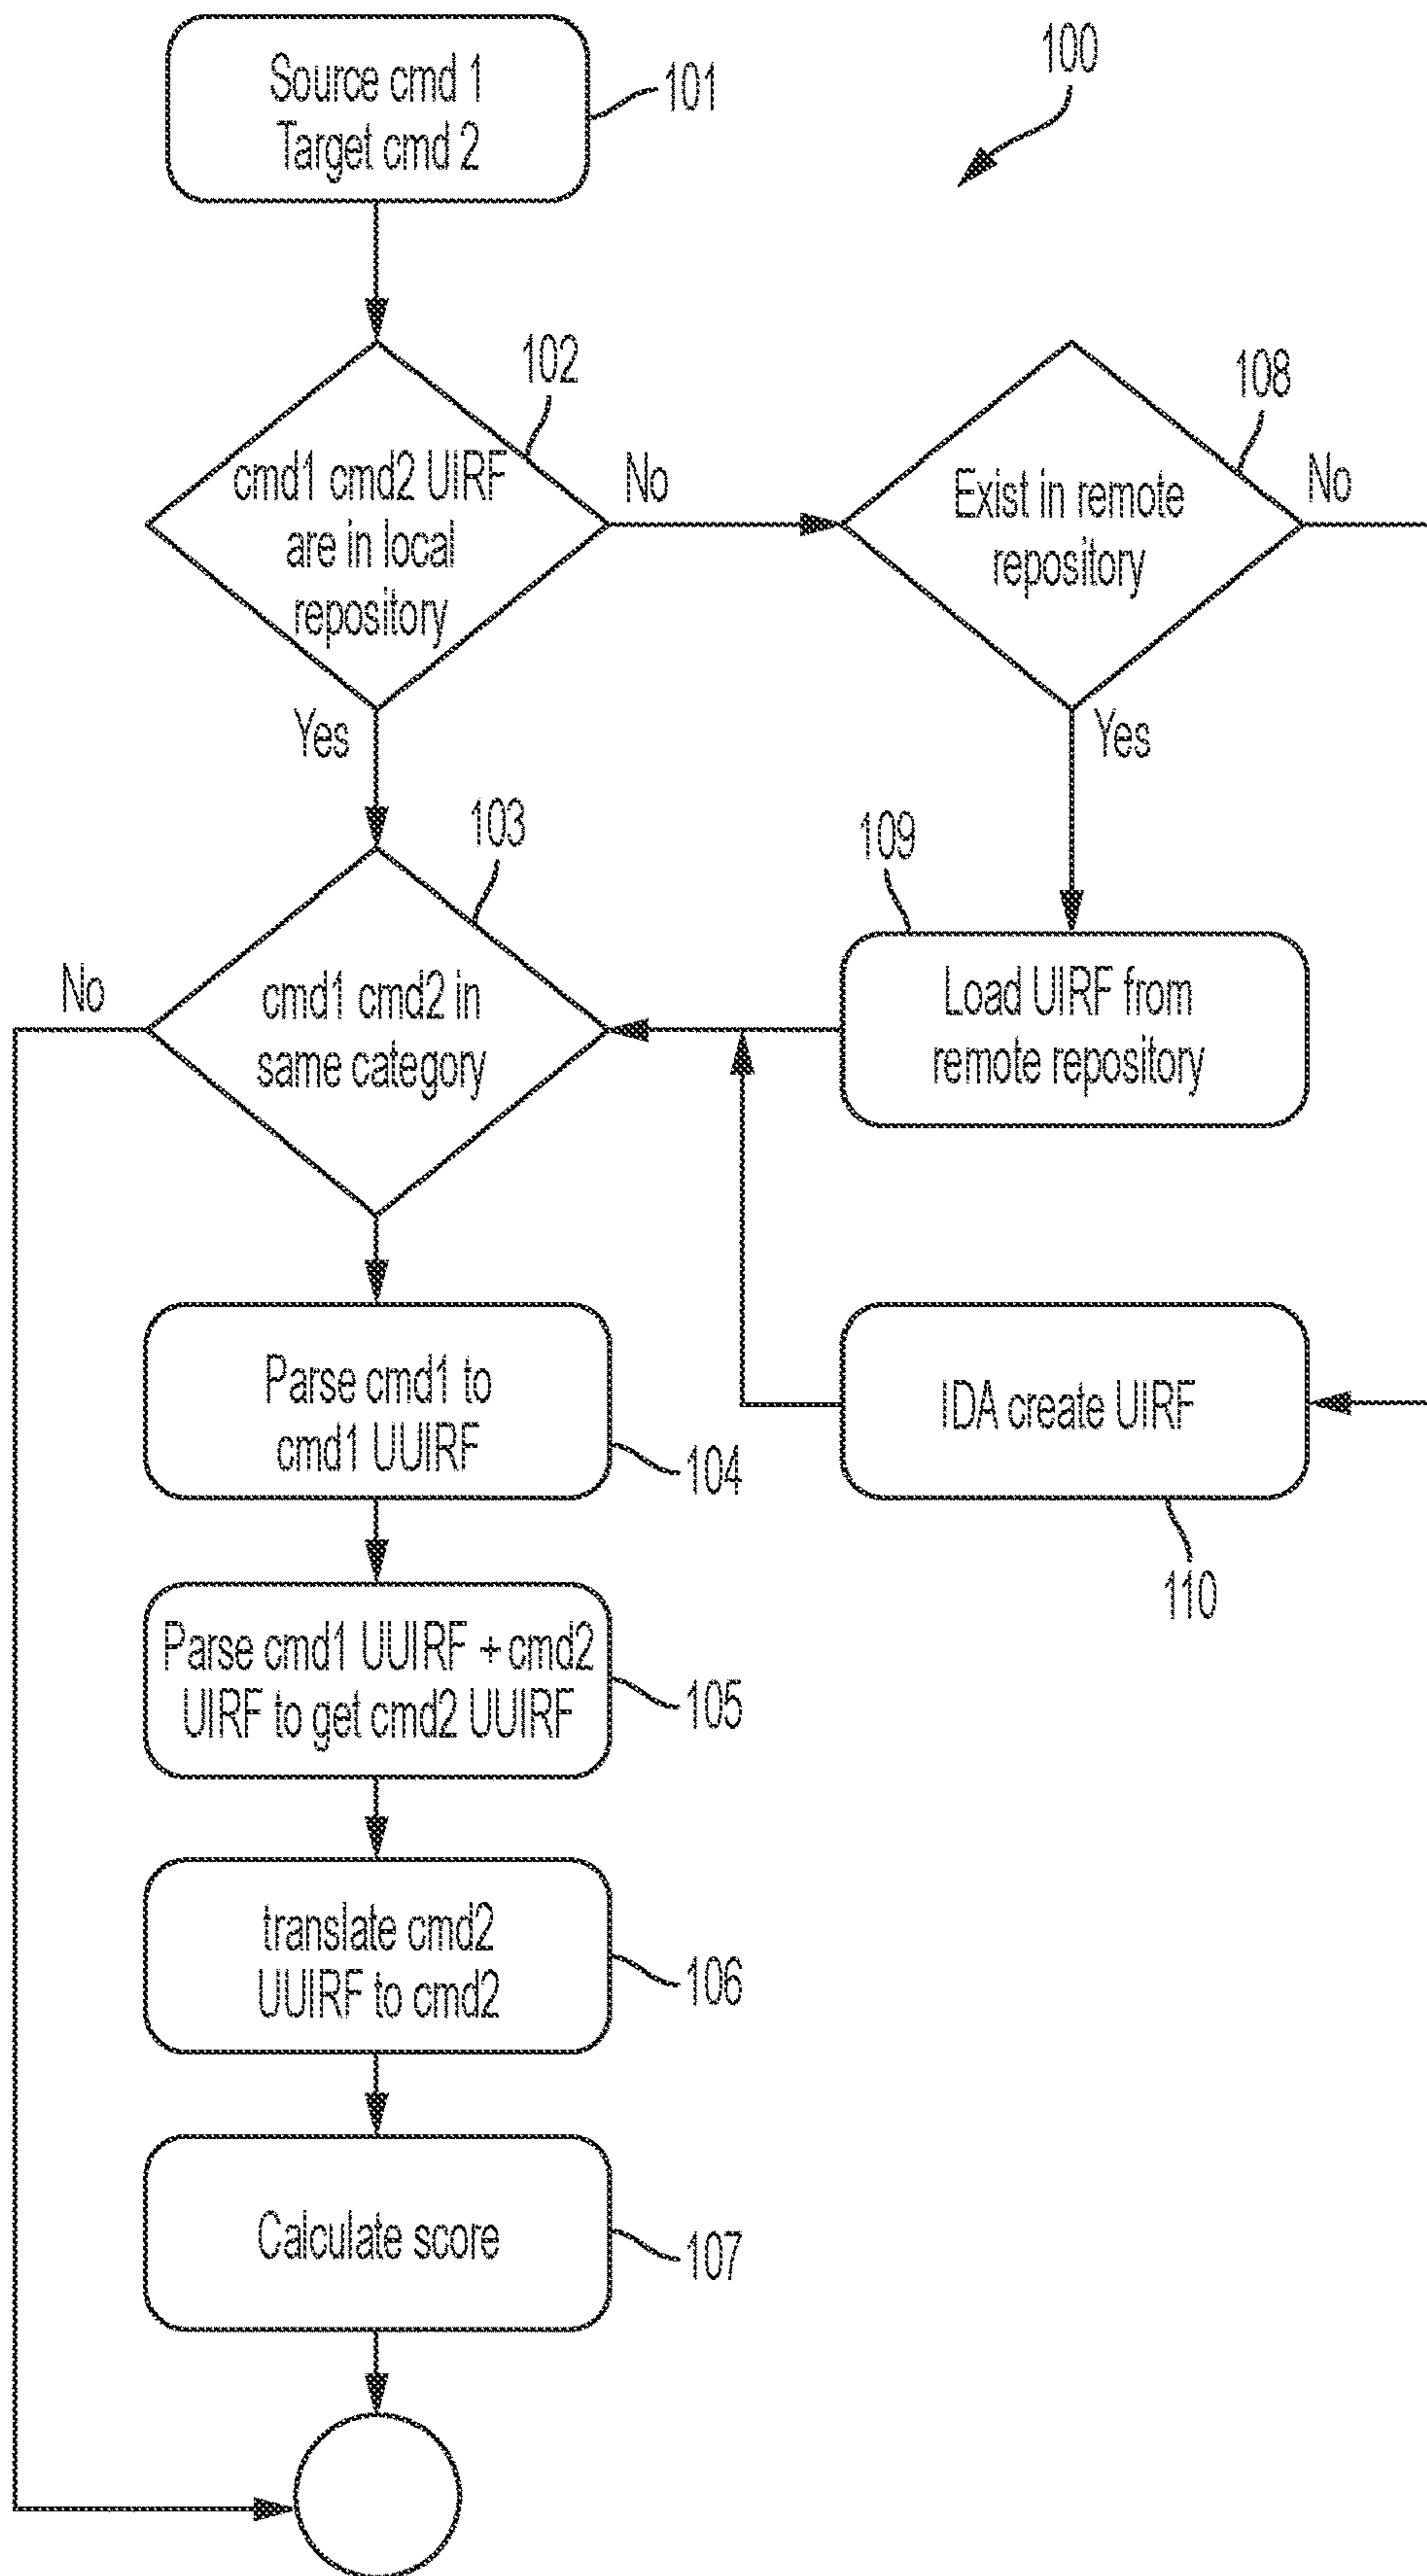 Source cmd 1
Target cmd 2
101
100
102
cmd1 cmd2 UIRF
are in local
repository
No
108
Exist in remote
repository
No
Yes
Yes
103
cmd1 cmd2 in
same category
No
109
Load UIRF from
remote repository
Parse cmd1 to
cmd1 UUIRF
104
IDA create UIRF
110
Parse cmd1 UUIRF + cmd2
UIRF to get cmd2 UUIRF
105
translate cmd2
UUIRF to cmd2
106
Calculate score
107